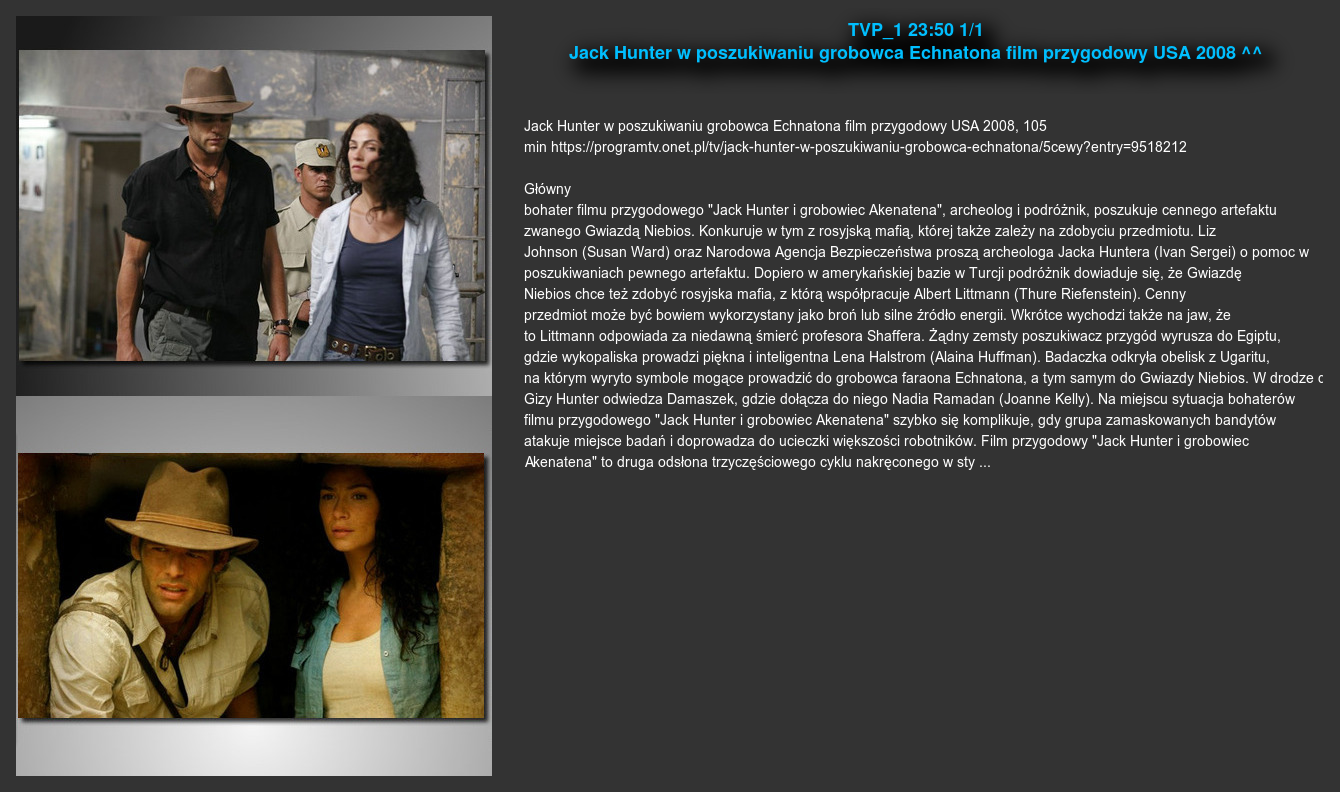 TVP_1 23:50 1/1
Jack Hunter w poszukiwaniu grobowca Echnatona film przygodowy USA 2008 ^^
Jack Hunter w poszukiwaniu grobowca Echnatona film przygodowy USA 2008, 105
min https://programtv.onet.pl/tv/jack-hunter-w-poszukiwaniu-grobowca-echnatona/5cewy?entry=9518212
Główny
bohater filmu przygodowego "Jack Hunter i grobowiec Akenatena", archeolog i podróżnik, poszukuje cennego artefaktu
zwanego Gwiazdą Niebios. Konkuruje w tym z rosyjską mafią, której także zależy na zdobyciu przedmiotu. Liz
Johnson (Susan Ward) oraz Narodowa Agencja Bezpieczeństwa proszą archeologa Jacka Huntera (Ivan Sergei) o pomoc w
poszukiwaniach pewnego artefaktu. Dopiero w amerykańskiej bazie w Turcji podróżnik dowiaduje się, że Gwiazdę
Niebios chce też zdobyć rosyjska mafia, z którą współpracuje Albert Littmann (Thure Riefenstein). Cenny
przedmiot może być bowiem wykorzystany jako broń lub silne źródło energii. Wkrótce wychodzi także na jaw, że
to Littmann odpowiada za niedawną śmierć profesora Shaffera. Żądny zemsty poszukiwacz przygód wyrusza do Egiptu,
gdzie wykopaliska prowadzi piękna i inteligentna Lena Halstrom (Alaina Huffman). Badaczka odkryła obelisk z Ugaritu,
na którym wyryto symbole mogące prowadzić do grobowca faraona Echnatona, a tym samym do Gwiazdy Niebios. W drodze
Gizy Hunter odwiedza Damaszek, gdzie dołącza do niego Nadia Ramadan (Joanne Kelly). Na miejscu sytuacja bohaterów
filmu przygodowego "Jack Hunter i grobowiec Akenatena" szybko się komplikuje, gdy grupa zamaskowanych bandytów
atakuje miejsce badań i doprowadza do ucieczki większości robotników. Film przygodowy "Jack Hunter i grobowiec
Akenatena" to druga odsłona trzyczęściowego cyklu nakręconego w sty ...